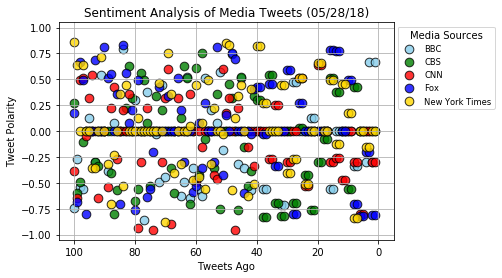 Sentiment Analysis of Media Tweets (05/28/18)
Media Sources
BBC
CBS
CNN
Fox
New York Times
Tweet Polarity
1.00
0.75
0.50
0.25
0.00
−0.25
−0.50
−0.75
−1.00
100 80 60 40 20 0
Tweets Ago